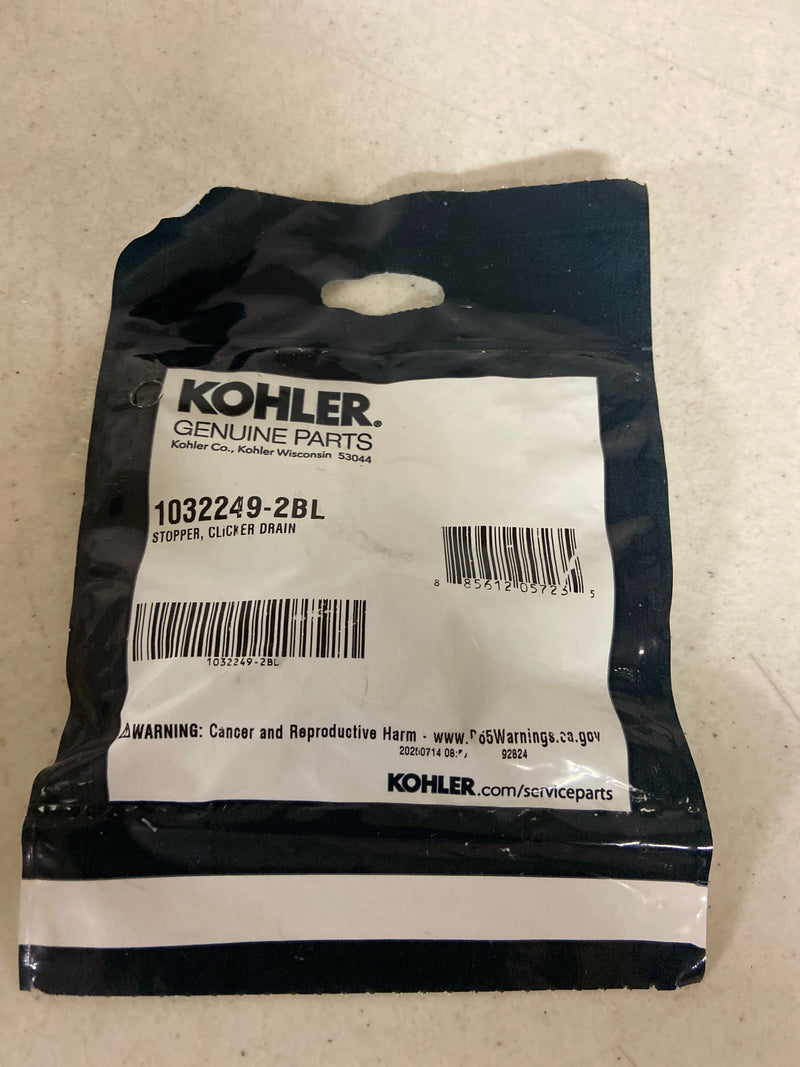 KOHLER®
GENUINE PARTS
Kohler Co., Kohler Wisconsin 53044
1032249-2BL
STOPPER, CLICKER DRAIN
8 85612 05723 5
1032249-2BL
⚠WARNING: Cancer and Reproductive Harm - www.P65Warnings.ca.gov
92824
KOHLER.com/serviceparts